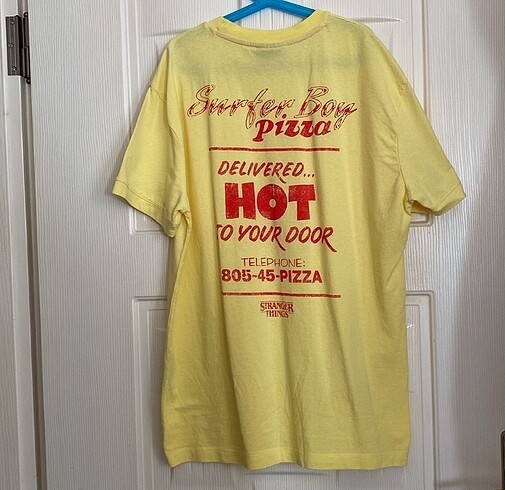 Surfer Boy
pizza
DELIVERED...
HOT
TO YOUR DOOR
TELEPHONE:
805-45-PIZZA
STRANGER
THINGS